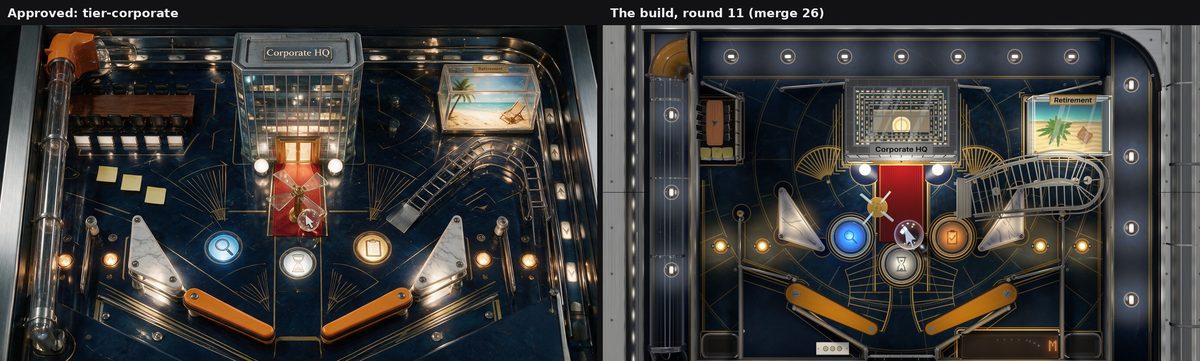 Approved: tier-corporate
The build, round 11 (merge 26)
Corporate HQ
Retirement
Retirement
Corporate HQ
M